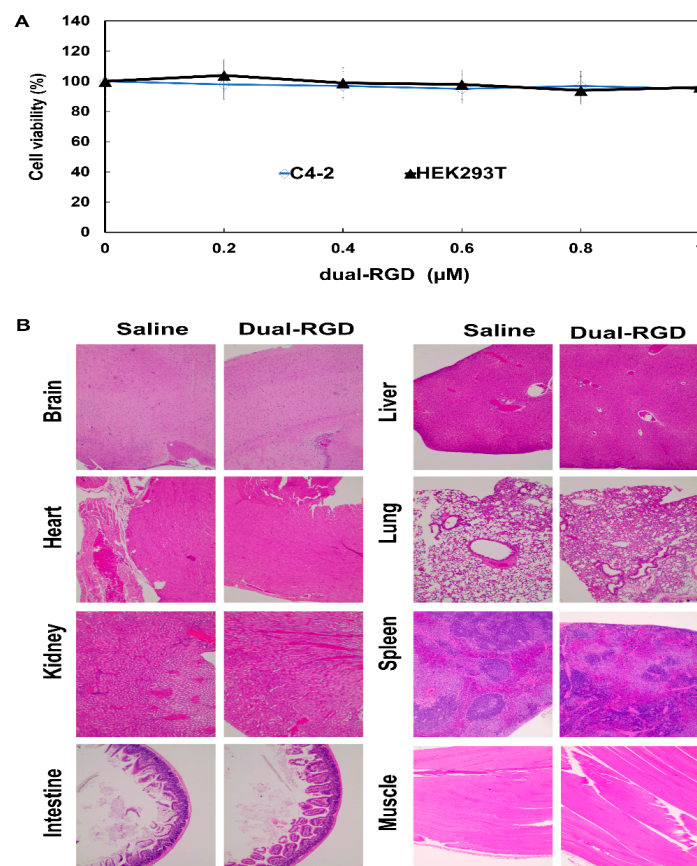 A
140
120
100
80
60
40
20
0
Cell viability (%)
C4-2
HEK293T
0 0.2 0.4 0.6 0.8
dual-RGD (µM)
B
Saline Dual-RGD Saline Dual-RGD
Brain Liver
Heart Lung
Kidney Spleen
Intestine Muscle